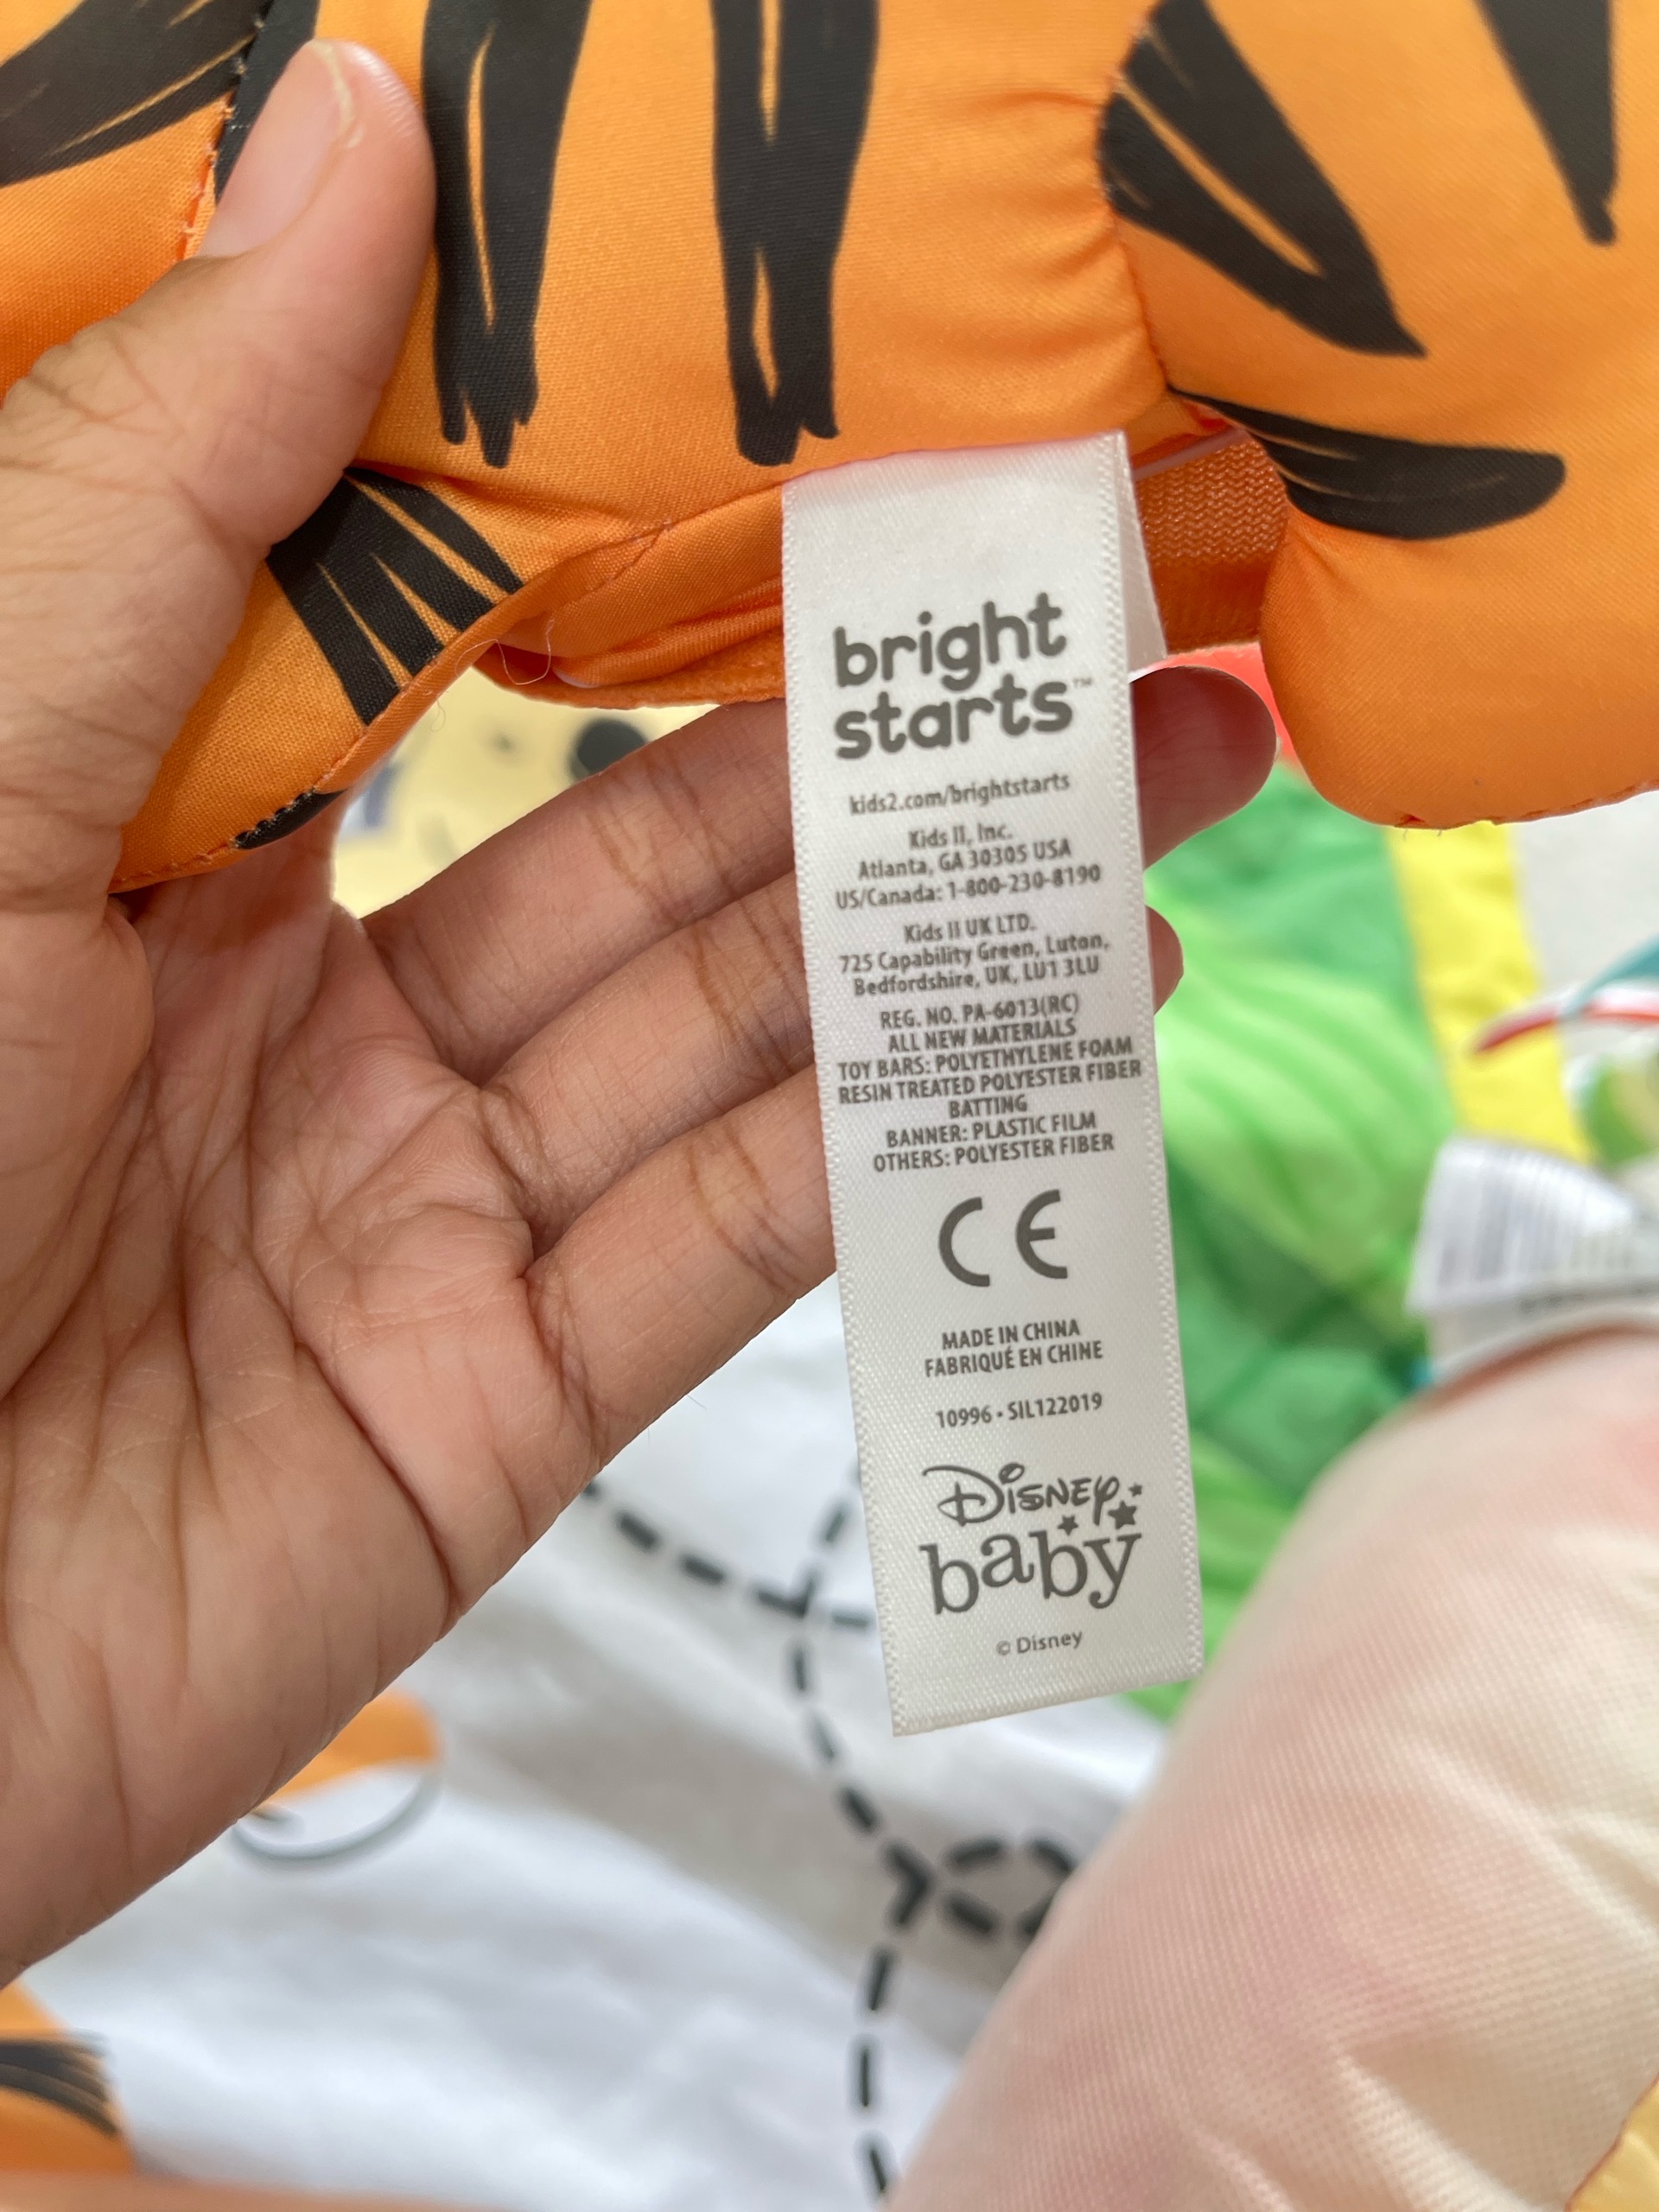 bright
starts™
kids2.com/brightstarts
Kids II, Inc.
Atlanta, GA 30305 USA
US/Canada: 1-800-230-8190
Kids II UK LTD.
725 Capability Green, Luton,
Bedfordshire, UK, LU1 3LU
REG. NO. PA-6013(RC)
ALL NEW MATERIALS
TOY BARS: POLYETHYLENE FOAM
RESIN TREATED POLYESTER FIBER
BATTING
BANNER: PLASTIC FILM
OTHERS: POLYESTER FIBER
CE
MADE IN CHINA
FABRIQUÉ EN CHINE
10996 • SIL122019
Disney
baby
© Disney